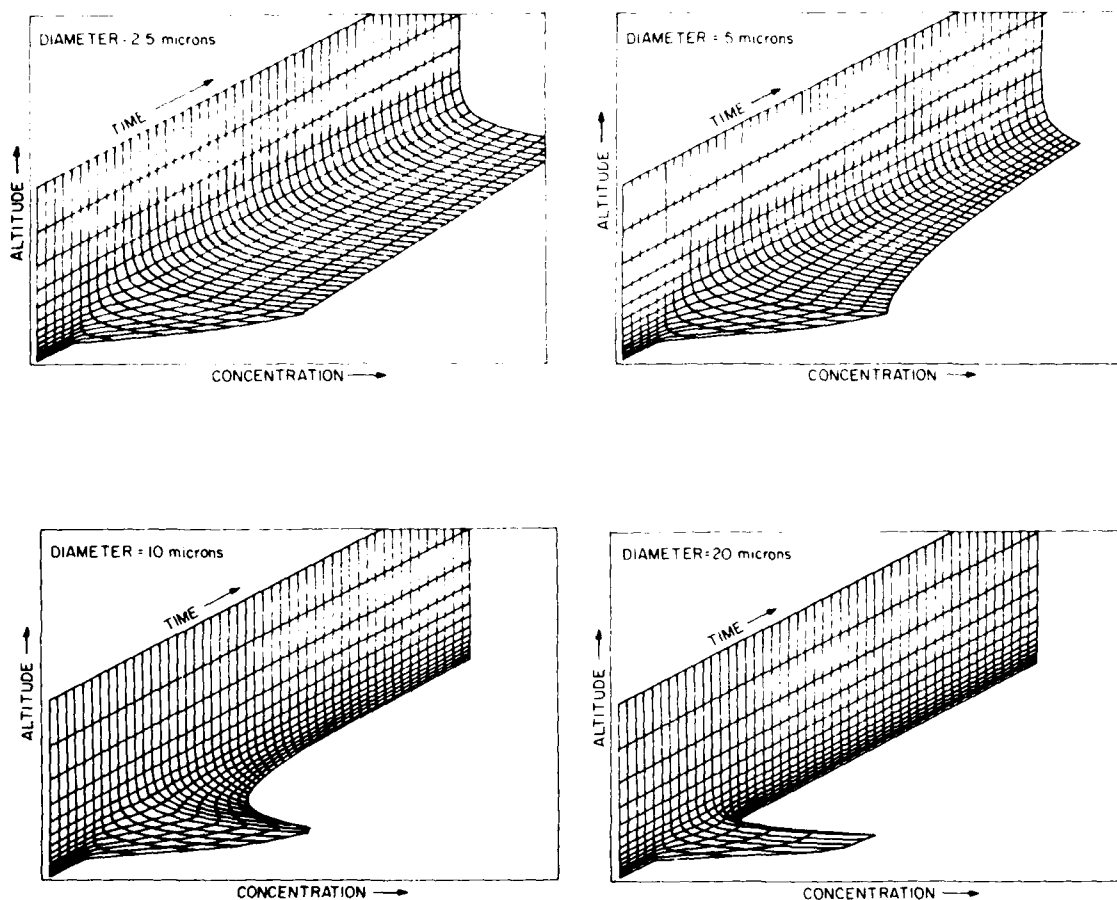 DIAMETER = 2.5 microns
TIME
ALTITUDE
CONCENTRATION
DIAMETER = 5 microns
TIME
ALTITUDE
CONCENTRATION
DIAMETER = 10 microns
TIME
ALTITUDE
CONCENTRATION
DIAMETER = 20 microns
TIME
ALTITUDE
CONCENTRATION